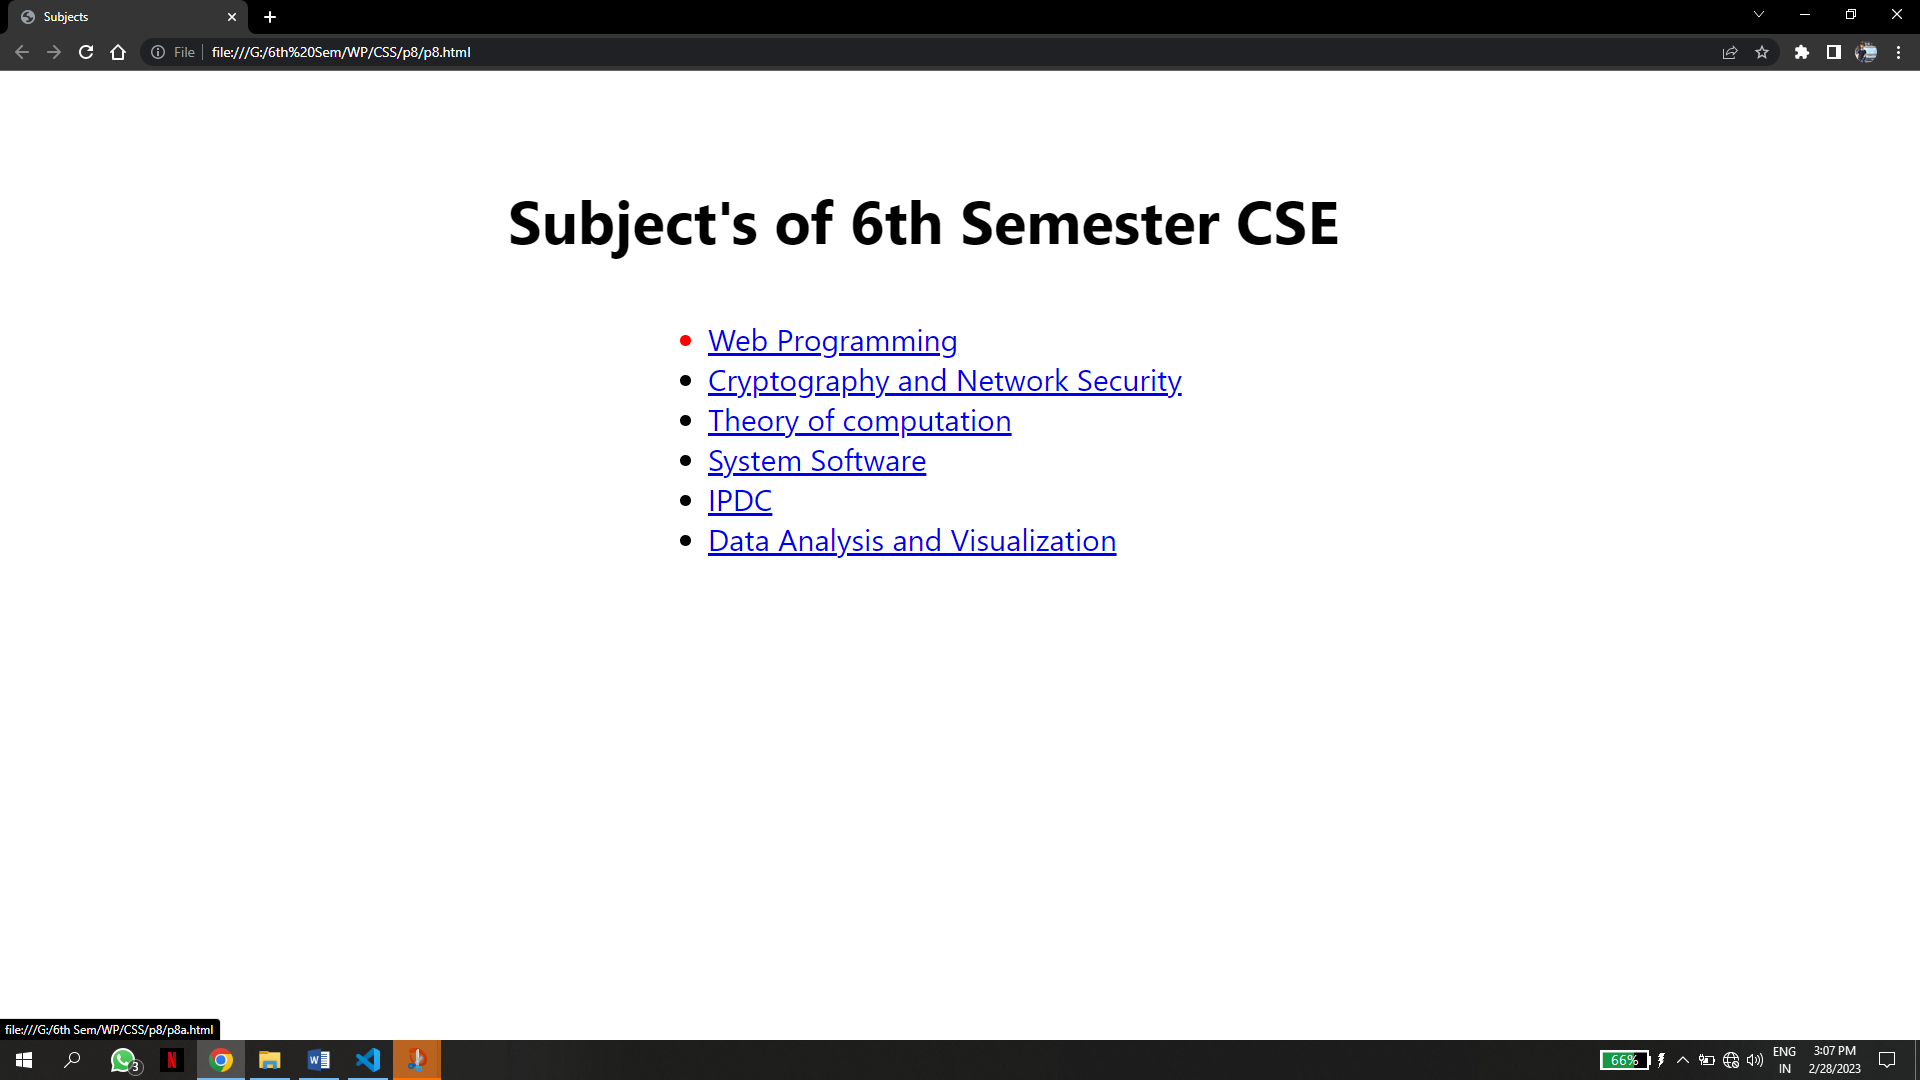 Subjects
File
file:///G:/6th%20Sem/WP/CSS/p8/p8.html
Subject's of 6th Semester CSE
Web Programming
Cryptography and Network Security
Theory of computation
System Software
IPDC
Data Analysis and Visualization
file:///G:/6th Sem/WP/CSS/p8/p8a.html
3
N
W
66%
ENG
IN
3:07 PM
2/28/2023